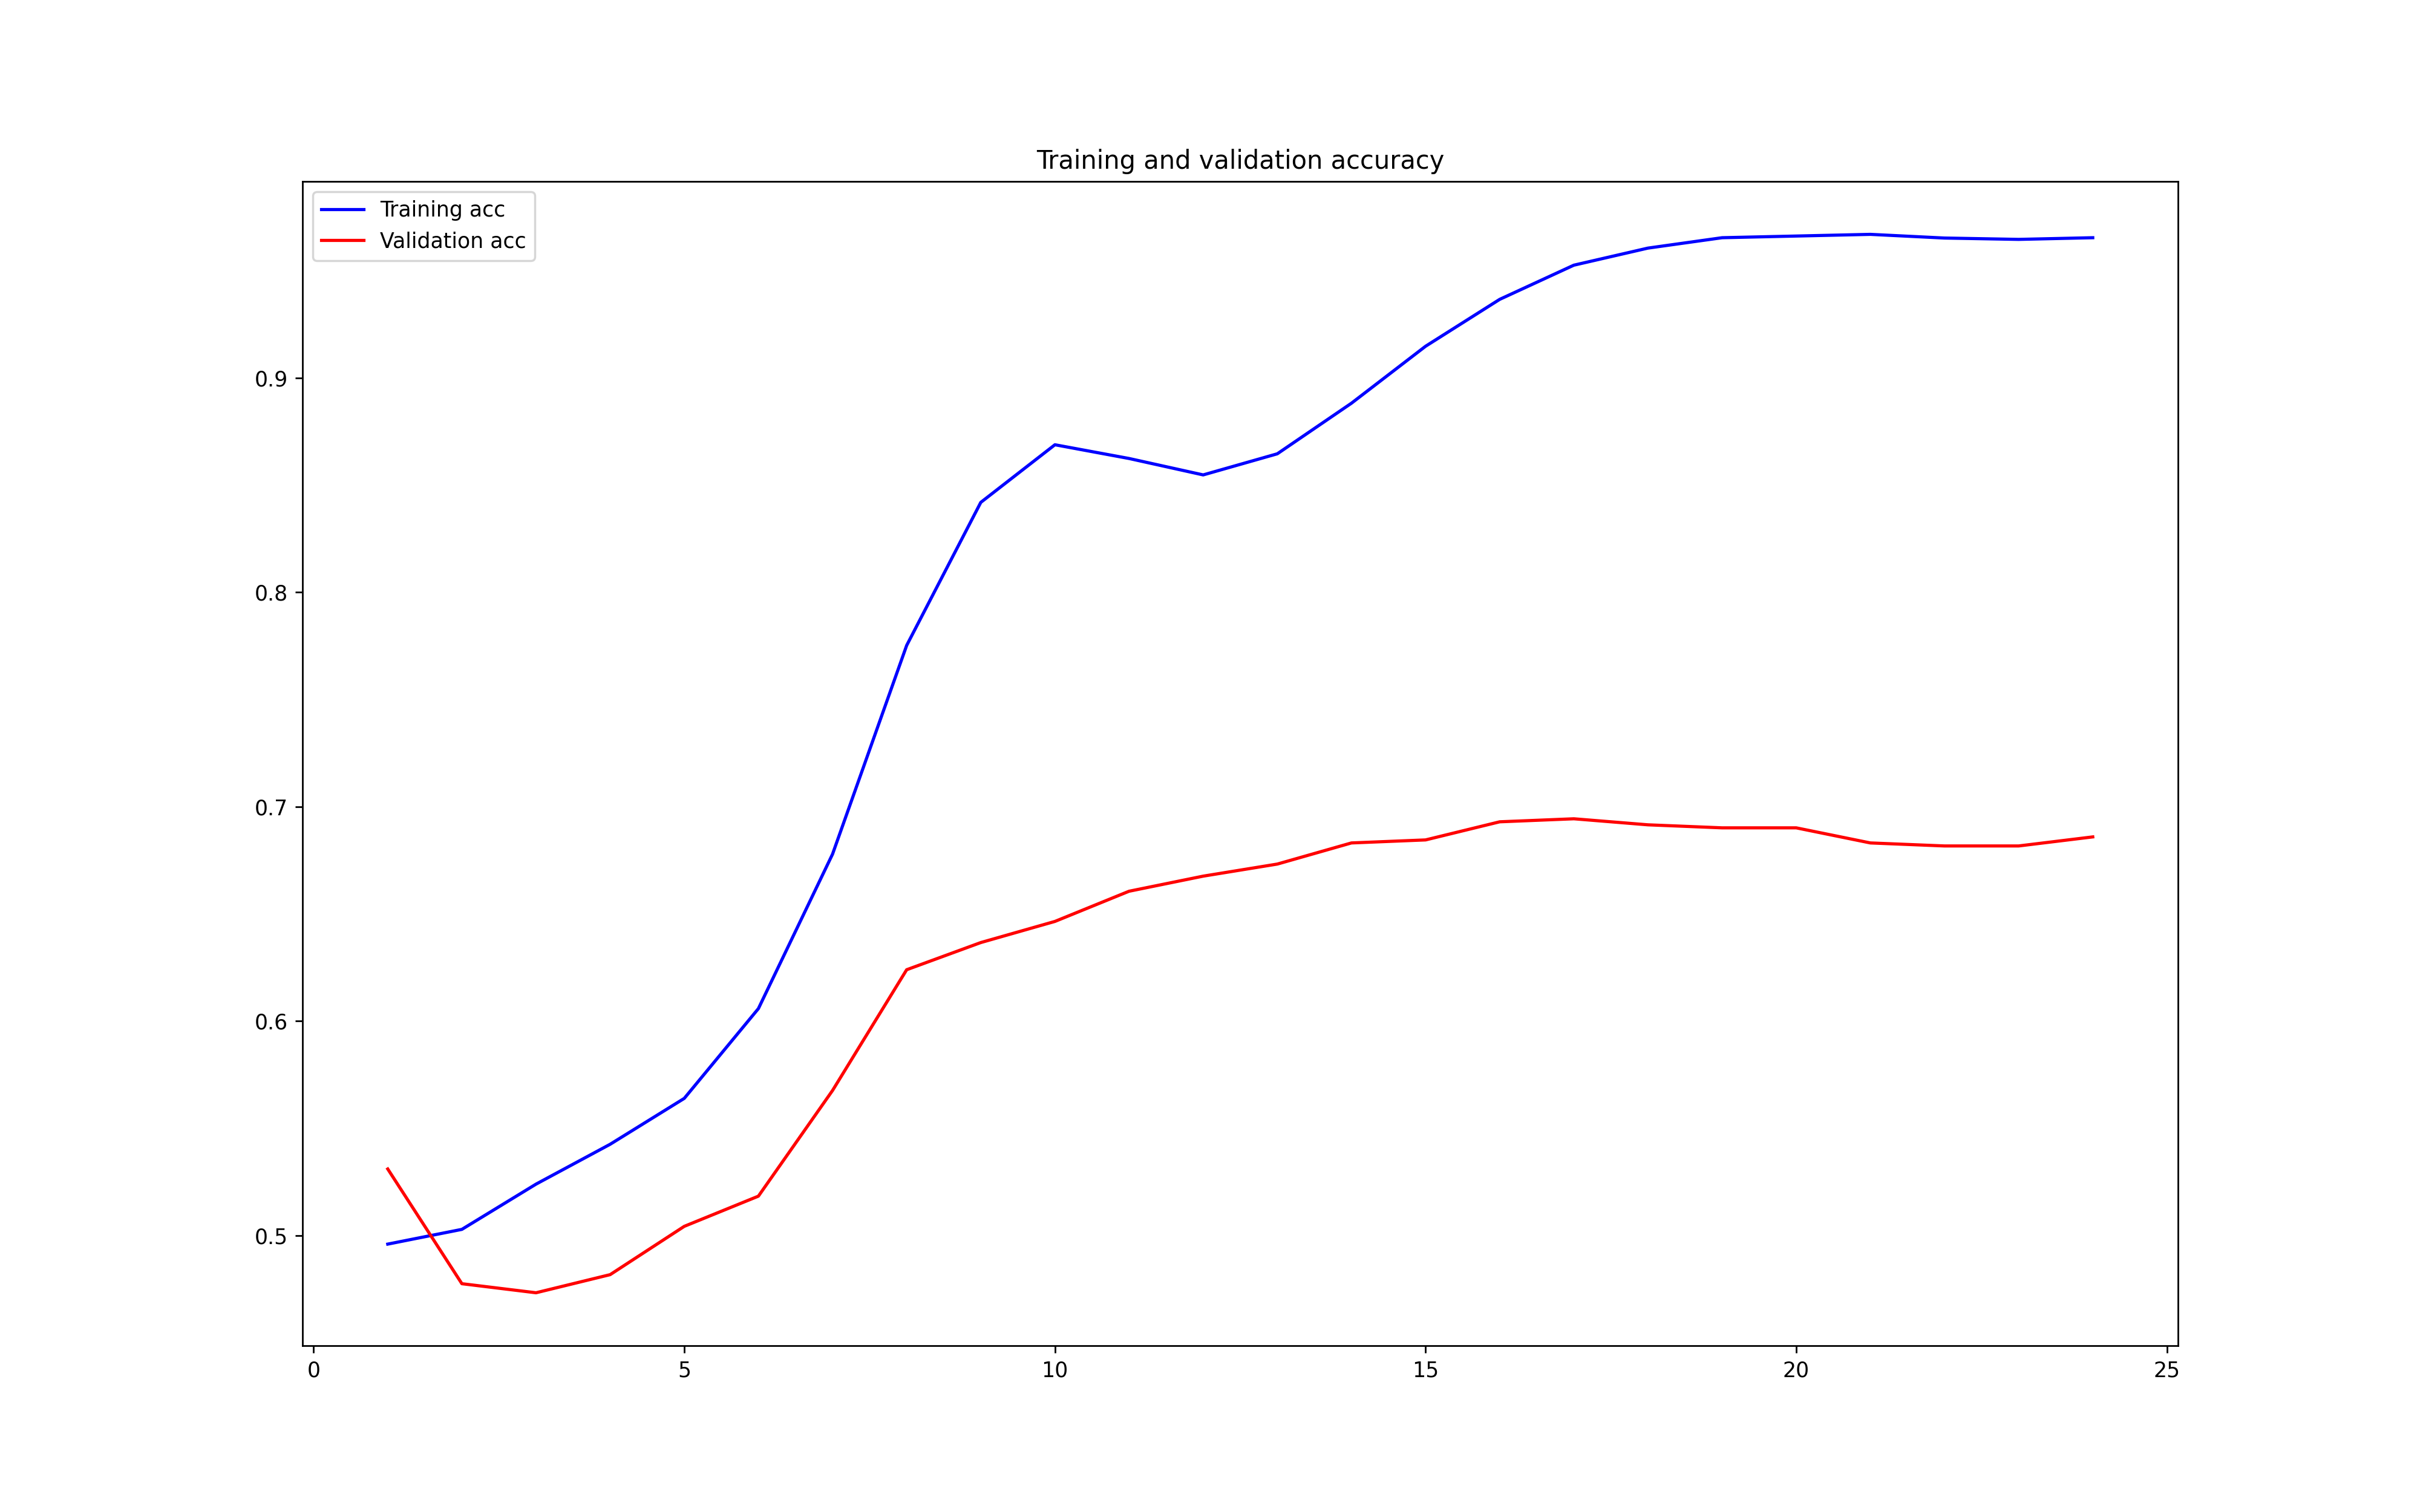 Training and validation accuracy
Training acc
Validation acc
0.9
0.8
0.7
0.6
0.5
0 5 10 15 20 25